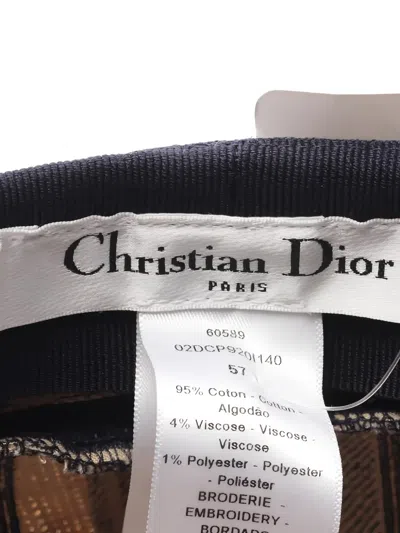 Christian Dior
PARIS
60589
02DCP920I140
57
95% Coton - Cotton -
Algodão
4% Viscose - Viscose -
Viscose
1% Polyester - Polyester
- Poliéster
BRODERIE -
EMBROIDERY -
BORDADO